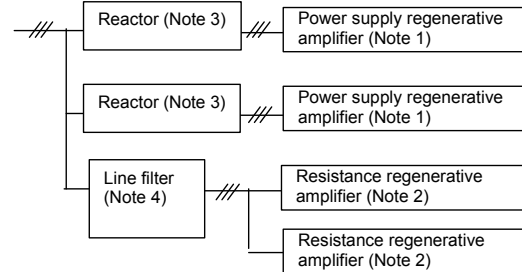 Reactor (Note 3)
Power supply regenerative
amplifier (Note 1)
Reactor (Note 3)
Power supply regenerative
amplifier (Note 1)
Line filter
(Note 4)
Resistance regenerative
amplifier (Note 2)
Resistance regenerative
amplifier (Note 2)